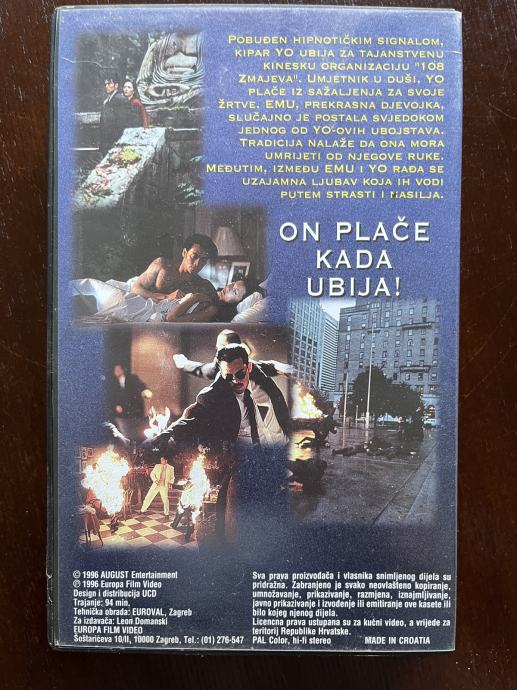 POBUĐEN HIPNOTIČKIM SIGNALOM,
KIPAR YO UBIJA ZA TAJANSTVENU
KINESKU ORGANIZACIJU "108
ZMAJEVA". UMJETNIK U DUŠI, YO
PLAČE IZ SAŽALJENJA ZA SVOJE
ŽRTVE. EMU, PREKRASNA DJEVOJKA,
SLUČAJNO JE POSTALA SVJEDOKOM
JEDNOG OD YO-OVIH UBOJSTAVA.
TRADICIJA NALAŽE DA ONA MORA
UMRIJETI OD NJEGOVE RUKE.
MEĐUTIM, IZMEĐU EMU I YO RAĐA SE
UZAJAMNA LJUBAV KOJA IH VODI
PUTEM STRASTI I NASILJA.
ON PLAČE
KADA
UBIJA!
© 1996 AUGUST Entertainment
℗ 1996 Europa Film Video
Design i distribucija UCD
Trajanje: 94 min.
Tehnička obrada: EUROVAL, Zagreb
Za izdavača: Leon Domanski
EUROPA FILM VIDEO
Šoštarićeva 10/II, 10000 Zagreb, Tel.: (01) 276-547
Sva prava proizvođača i vlasnika snimljenog dijela su
pridražna. Zabranjeno je svako neovlašteno kopiranje,
umnožavanje, prikazivanje, razmjena, iznajmljivanje,
javno prikazivanje i izvođenje ili emitiranje ove kasete ili
bilo kojeg njenog dijela.
Licencna prava ustupana su za kućni video, a vrijede za
teritorij Republike Hrvatske.
PAL Color, hi-fi stereo MADE IN CROATIA